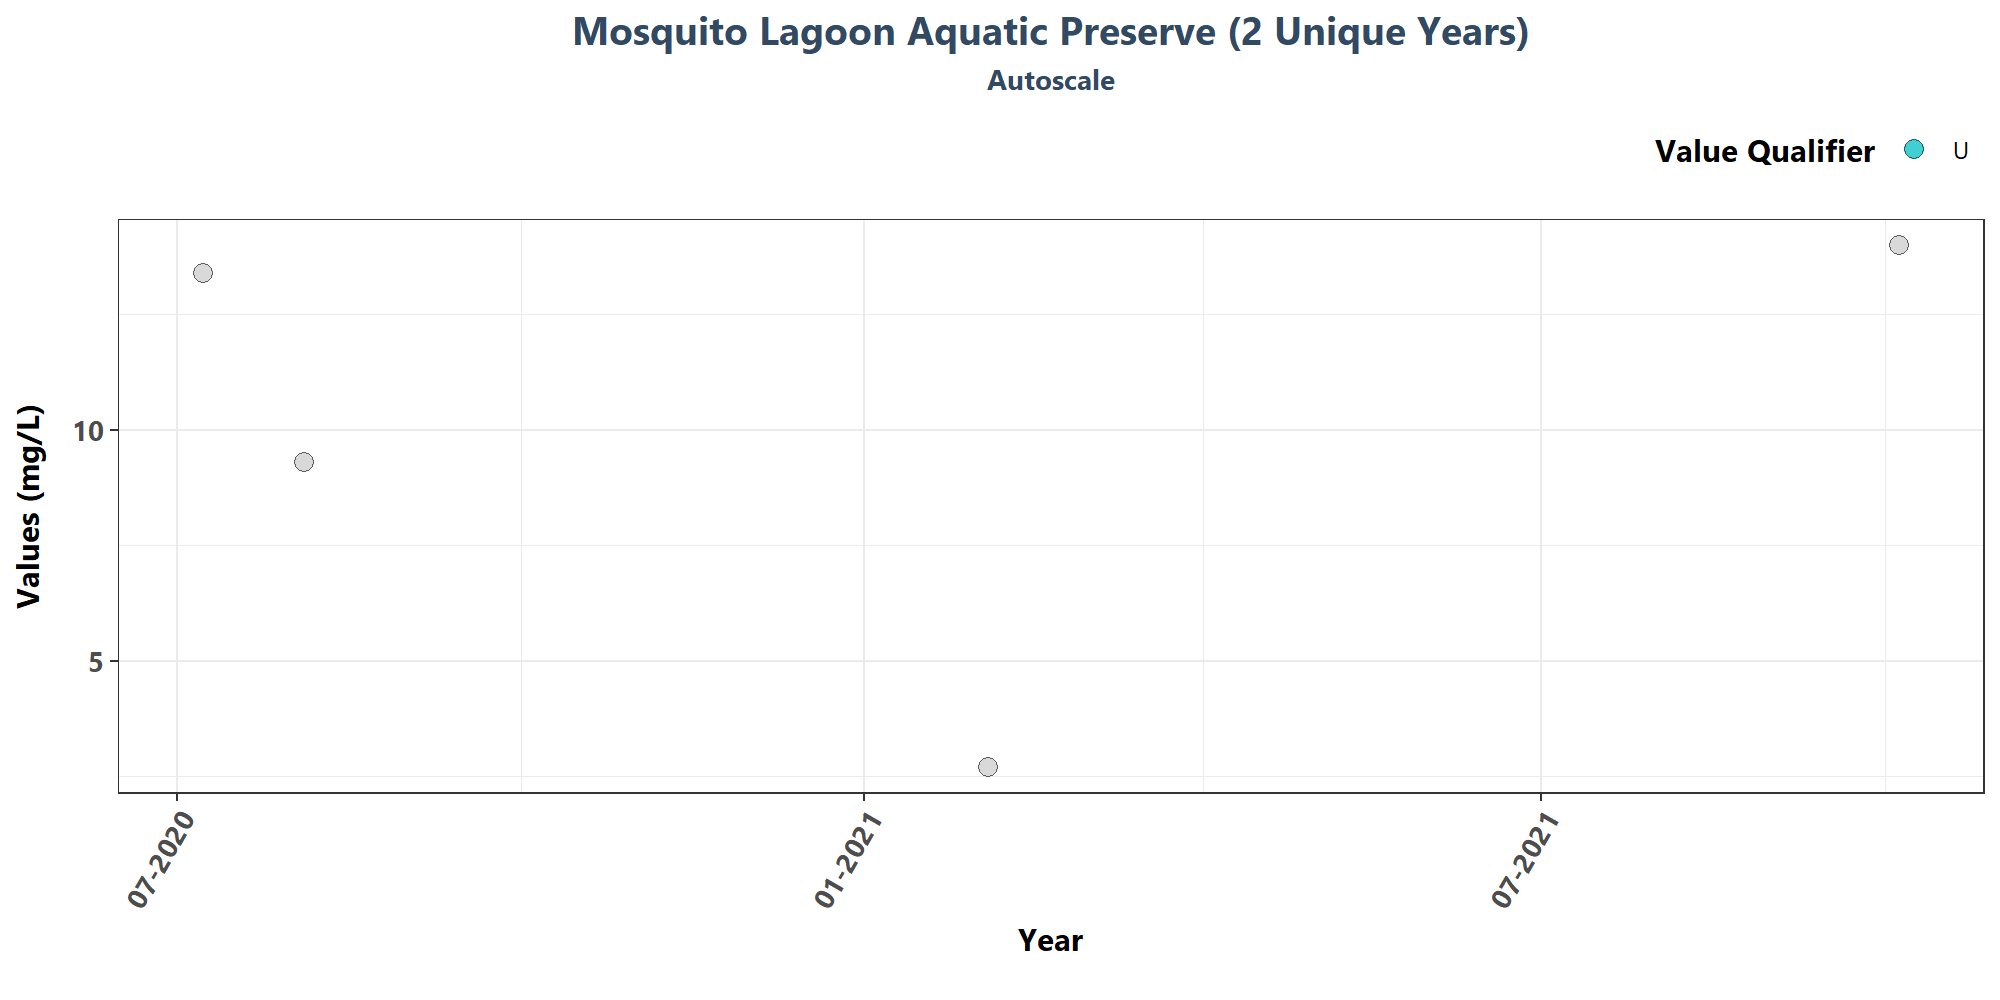 Mosquito Lagoon Aquatic Preserve (2 Unique Years)
Autoscale
Value Qualifier U
Values (mg/L)
10
5
07-2020
01-2021
07-2021
Year